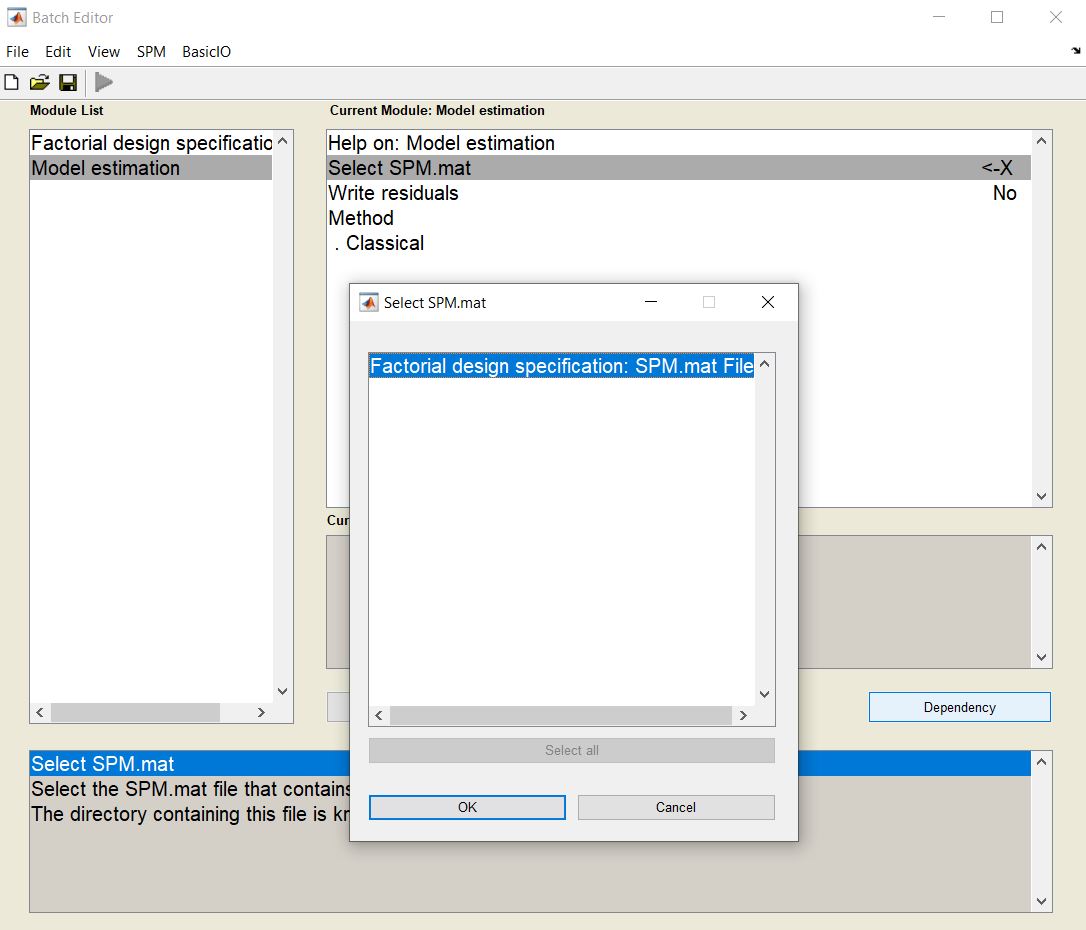 Batch Editor
File Edit View SPM BasicIO
Module List
Factorial design specificatio
Model estimation
Current Module: Model estimation
Help on: Model estimation
Select SPM.mat <-X
Write residuals No
Method
. Classical
Select SPM.mat
Factorial design specification: SPM.mat File
Select all
OK Cancel
Cur
Dependency
Select SPM.mat
Select the SPM.mat file that contains
The directory containing this file is kn